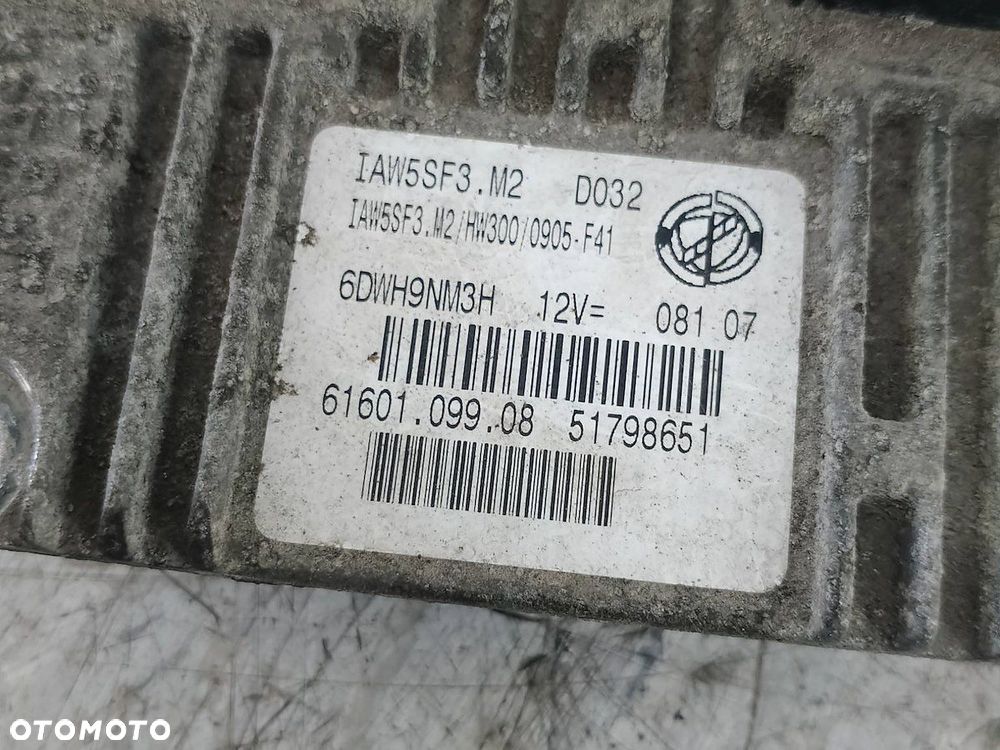 IAW5SF3.M2 D032
IAW5SF3.M2/HW300/0905-F41
6DWH9NM3H 12V= 081 07
61601.099.08 51798651
OTOMOTO